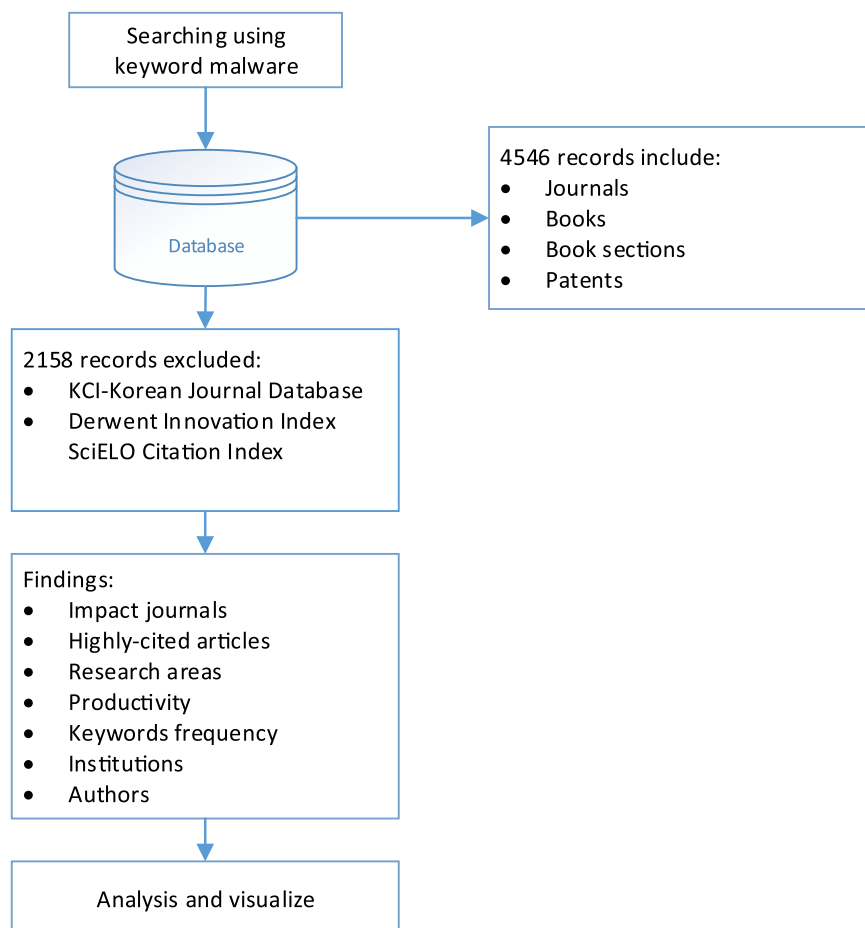 Searching using
keyword malware
Database
4546 records include:
• Journals
• Books
• Book sections
• Patents
2158 records excluded:
• KCI-Korean Journal Database
• Derwent Innovation Index
SciELO Citation Index
Findings:
• Impact journals
• Highly-cited articles
• Research areas
• Productivity
• Keywords frequency
• Institutions
• Authors
Analysis and visualize